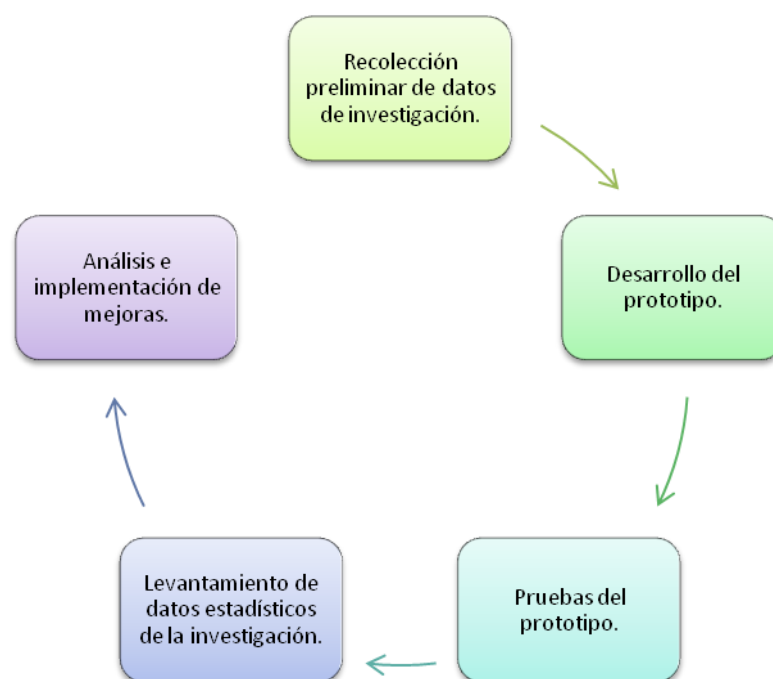 Recolección
preliminar de datos
de investigación.
Desarrollo del
prototipo.
Pruebas del
prototipo.
Levantamiento de
datos estadísticos
de la investigación.
Análisis e
implementación de
mejoras.